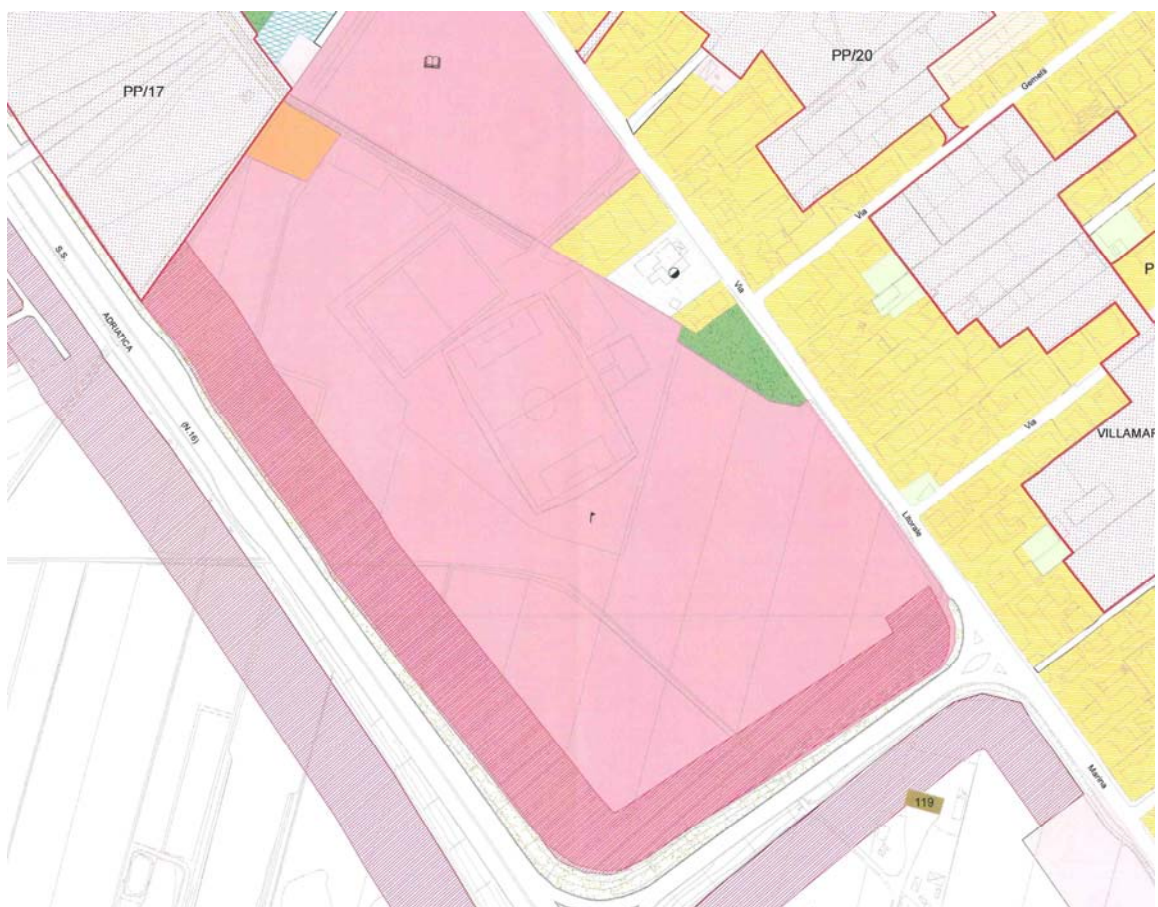 PP/20
PP/17
Gemelli
Via
S.S.
ADRIATICA
(N.16)
Via
P
Via
VILLAMAR
Litorale
119
Marina